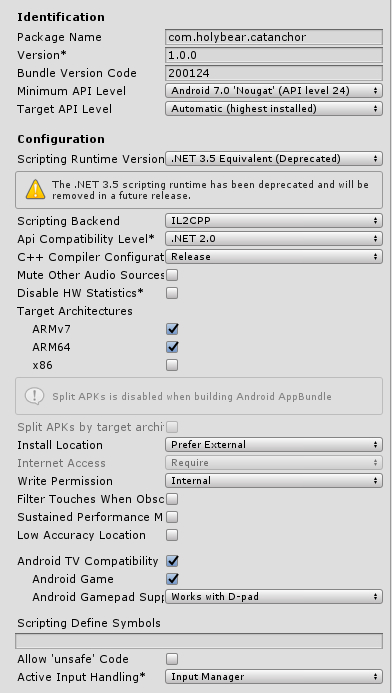 Identification
Package Name com.holybear.catanchor
Version* 1.0.0
Bundle Version Code 200124
Minimum API Level Android 7.0 'Nougat' (API level 24)
Target API Level Automatic (highest installed)
Configuration
Scripting Runtime Version .NET 3.5 Equivalent (Deprecated)
The .NET 3.5 scripting runtime has been deprecated and will be
removed in a future release.
Scripting Backend IL2CPP
Api Compatibility Level* .NET 2.0
C++ Compiler Configurat Release
Mute Other Audio Sources
Disable HW Statistics*
Target Architectures
ARMv7
ARM64
x86
Split APKs is disabled when building Android AppBundle
Split APKs by target archi
Install Location Prefer External
Internet Access Require
Write Permission Internal
Filter Touches When Obsc
Sustained Performance M
Low Accuracy Location
Android TV Compatibility
Android Game
Android Gamepad Supp Works with D-pad
Scripting Define Symbols
Allow 'unsafe' Code
Active Input Handling* Input Manager